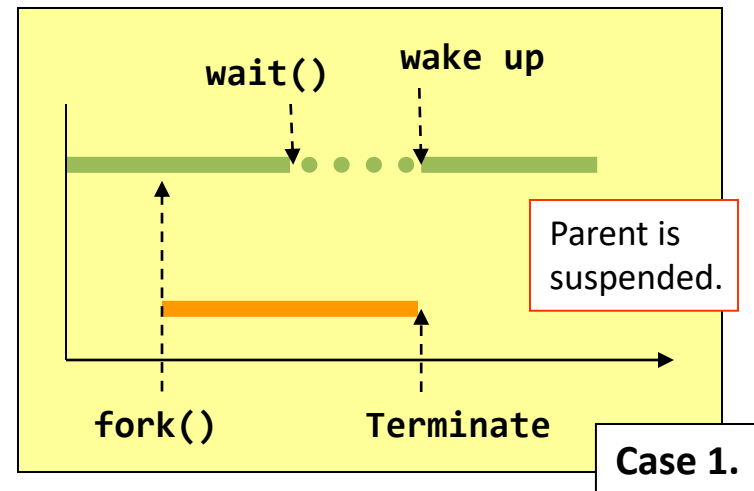 wait()
wake up
Parent is
suspended.
fork()
Terminate
Case 1.